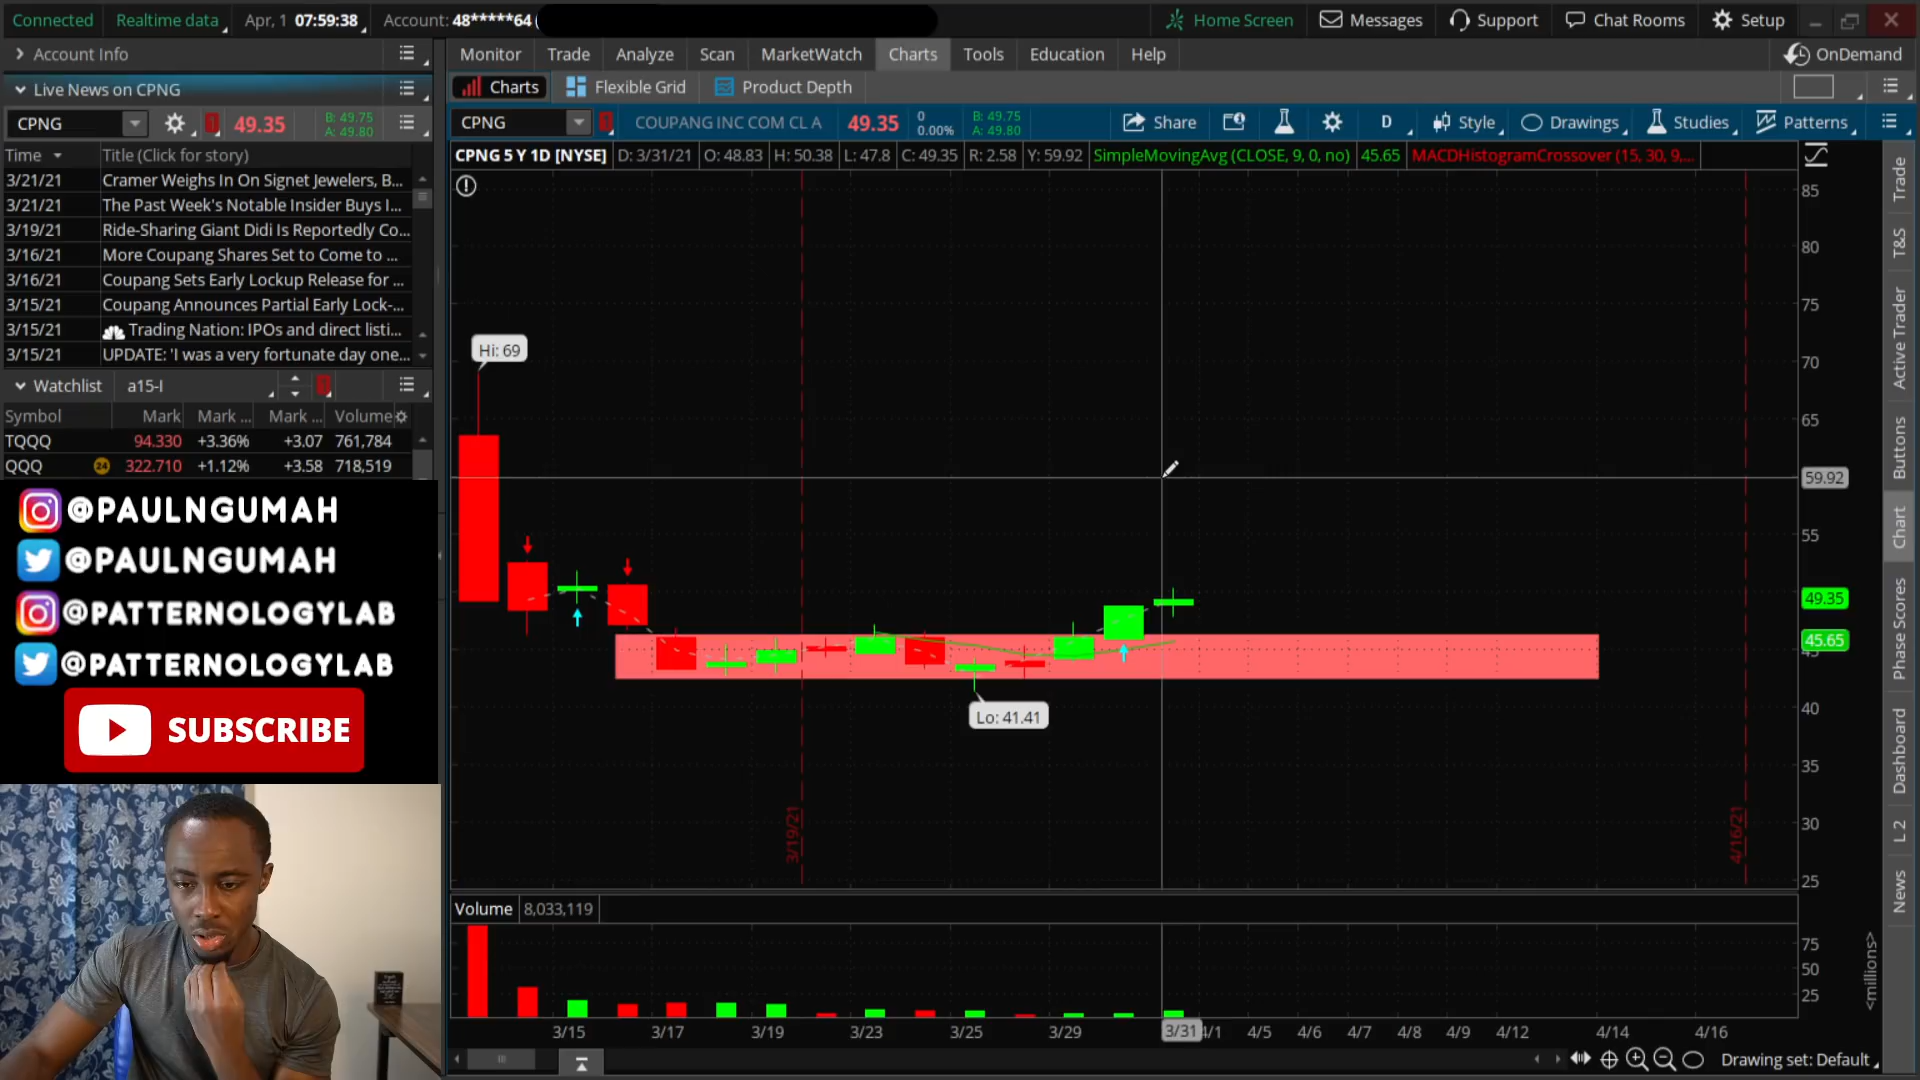 Connected Realtime data Apr, 1 07:59:38 Account: 48*****64 ( Home Screen Messages Support Chat Rooms Setup
Account Info Monitor Trade Analyze Scan MarketWatch Charts Tools Education Help OnDemand
Live News on CPNG Charts Flexible Grid Product Depth
CPNG 49.35 B: 49.75 A: 49.80
CPNG COUPANG INC COM CL A 49.35 0 0.00% B: 49.75 A: 49.80 Share D Style Drawings Studies Patterns
Time Title (Click for story)
CPNG 5 Y 1D [NYSE] D: 3/31/21 O: 48.83 H: 50.38 L: 47.8 C: 49.35 R: 2.58 Y: 59.92 SimpleMovingAvg (CLOSE, 9, 0, no) 45.65 MACDHistogramCrossover (15, 30, 9,...
3/21/21 Cramer Weighs In On Signet Jewelers, B...
3/21/21 The Past Week's Notable Insider Buys I...
3/19/21 Ride-Sharing Giant Didi Is Reportedly Co...
3/16/21 More Coupang Shares Set to Come to ...
3/16/21 Coupang Sets Early Lockup Release for ...
3/15/21 Coupang Announces Partial Early Lock-...
3/15/21 Trading Nation: IPOs and direct listi...
3/15/21 UPDATE: 'I was a very fortunate day one...
Watchlist a15-I
Symbol Mark Mark ... Mark ... Volume
TQQQ 94.330 +3.36% +3.07 761,784
QQQ 24 322.710 +1.12% +3.58 718,519
@PAULNGUMAH
@PAULNGUMAH
@PATTERNOLOGYLAB
@PATTERNOLOGYLAB
SUBSCRIBE
Hi: 69
Lo: 41.41
3/19/21
4/16/21
85
80
75
70
65
59.92
55
49.35
45.65
45
40
35
30
25
Volume 8,033,119
75
50
25
<millions>
3/15 3/17 3/19 3/23 3/25 3/29 3/31 4/1 4/5 4/7 4/8 4/9 4/12 4/14 4/16
Drawing set: Default
Trade
T&S
Active Trader
Buttons
Chart
Phase Scores
Dashboard
L 2
News